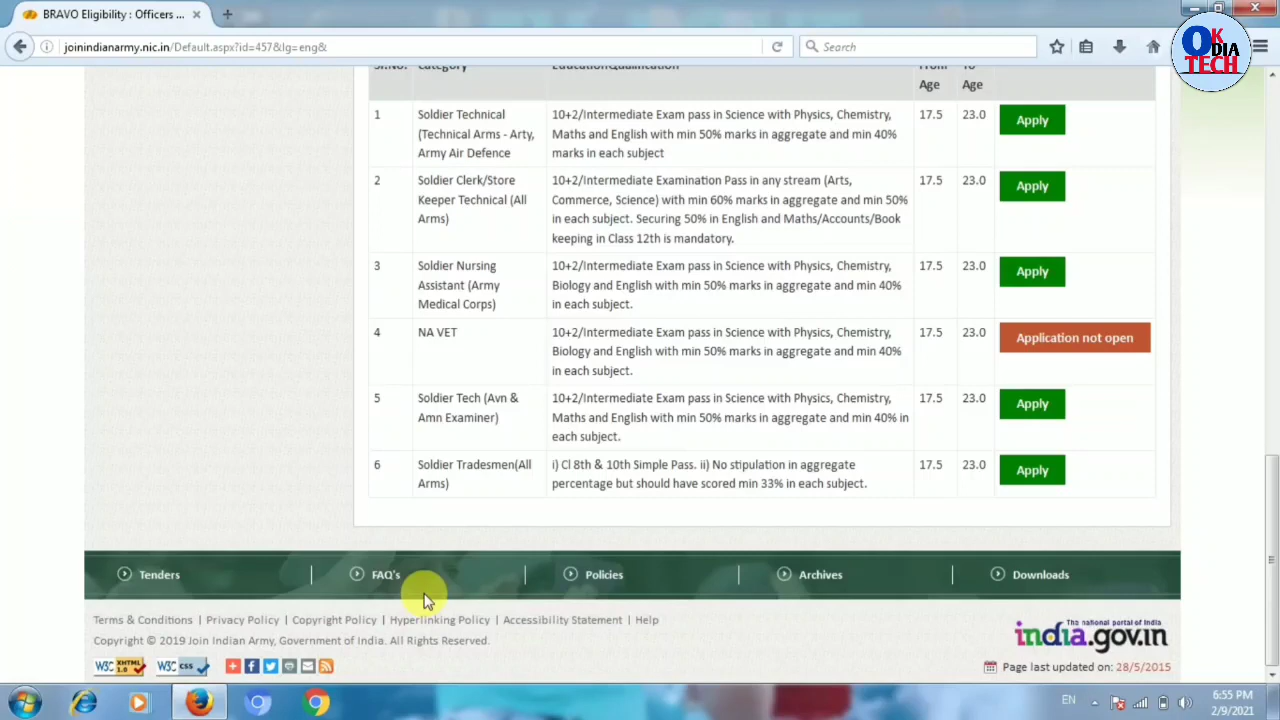 BRAVO Eligibility : Officers ...
joinindianarmy.nic.in/Default.aspx?id=457&lg=eng&
Search
OK
DIA
TECH
Sr.No. Category EducationQualification From Age To Age
1 Soldier Technical (Technical Arms - Arty, Army Air Defence 10+2/Intermediate Exam pass in Science with Physics, Chemistry, Maths and English with min 50% marks in aggregate and min 40% marks in each subject 17.5 23.0 Apply
2 Soldier Clerk/Store Keeper Technical (All Arms) 10+2/Intermediate Examination Pass in any stream (Arts, Commerce, Science) with min 60% marks in aggregate and min 50% in each subject. Securing 50% in English and Maths/Accounts/Book keeping in Class 12th is mandatory. 17.5 23.0 Apply
3 Soldier Nursing Assistant (Army Medical Corps) 10+2/Intermediate Exam pass in Science with Physics, Chemistry, Biology and English with min 50% marks in aggregate and min 40% in each subject. 17.5 23.0 Apply
4 NA VET 10+2/Intermediate Exam pass in Science with Physics, Chemistry, Biology and English with min 50% marks in aggregate and min 40% in each subject. 17.5 23.0 Application not open
5 Soldier Tech (Avn & Amn Examiner) 10+2/Intermediate Exam pass in Science with Physics, Chemistry, Maths and English with min 50% marks in aggregate and min 40% in each subject. 17.5 23.0 Apply
6 Soldier Tradesmen(All Arms) i) Cl 8th & 10th Simple Pass. ii) No stipulation in aggregate percentage but should have scored min 33% in each subject. 17.5 23.0 Apply
Tenders FAQ's Policies Archives Downloads
Terms & Conditions | Privacy Policy | Copyright Policy | Hyperlinking Policy | Accessibility Statement | Help
Copyright © 2019 Join Indian Army, Government of India. All Rights Reserved.
The national portal of India
india.gov.in
W3C XHTML 1.0 W3C css
Page last updated on: 28/5/2015
EN
6:55 PM
2/9/2021